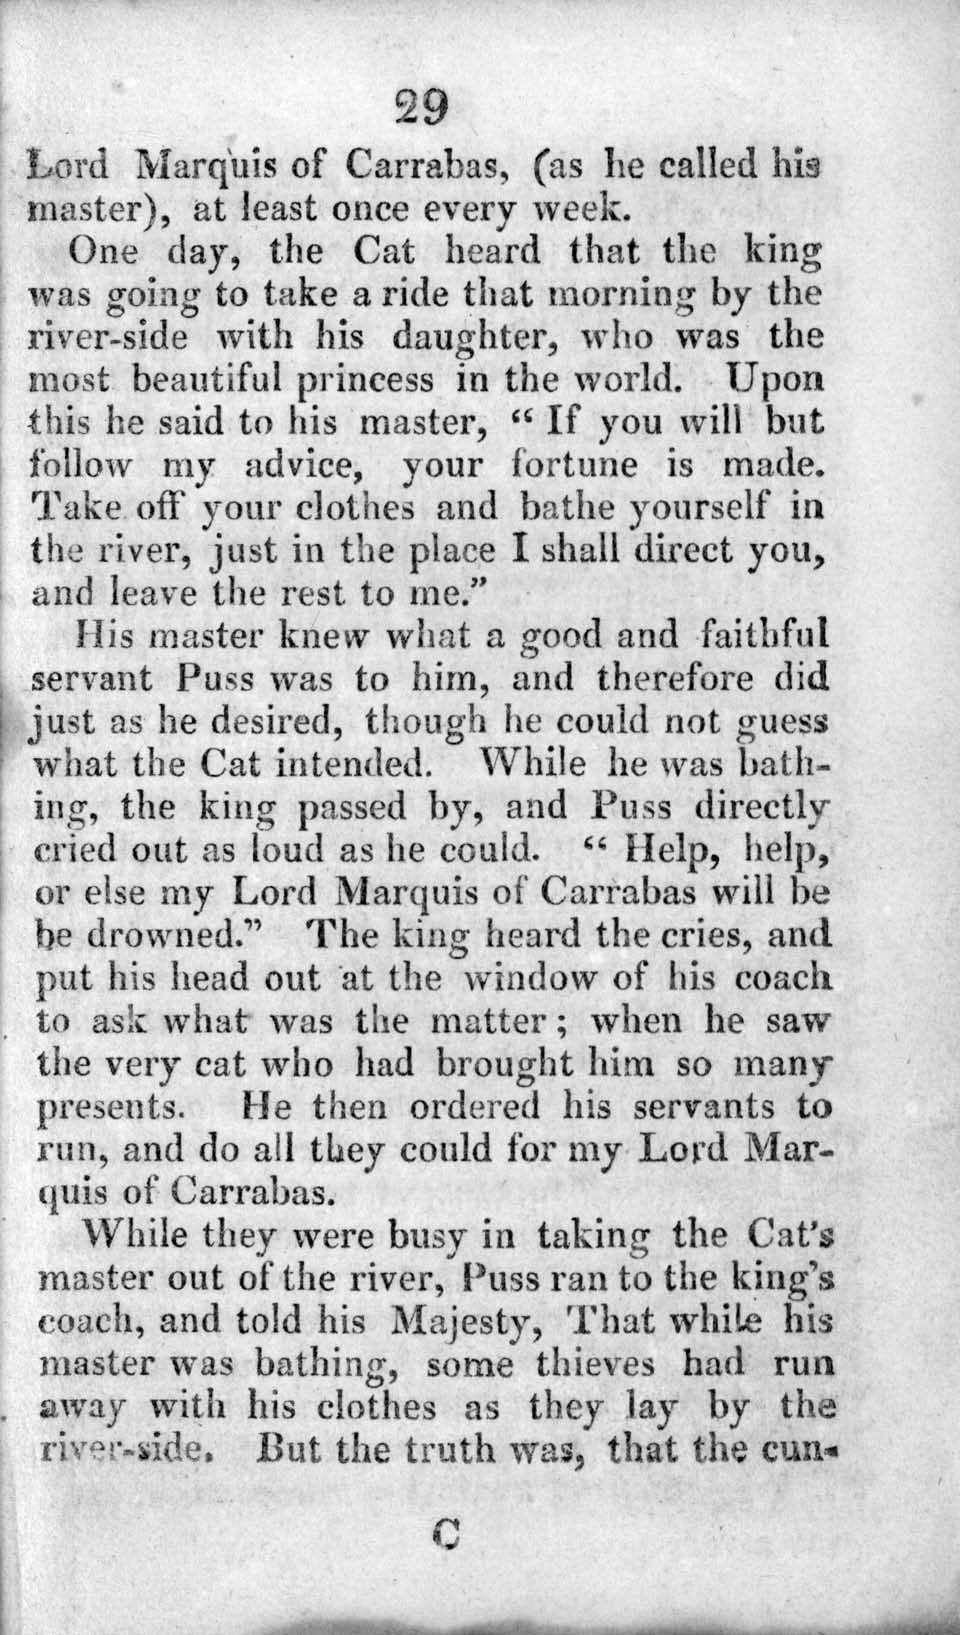 29
Lord Marquis of Carrabas, (as he called his
master), at least once every week.
One day, the Cat heard that the king
was going to take a ride that morning by the
river-side with his daughter, who was the
most beautiful princess in the world. Upon
this he said to his master, “ If you will but
follow my advice, your fortune is made.
Take off your clothes and bathe yourself in
the river, just in the place I shall direct you,
and leave the rest to me.”
His master knew what a good and faithful
servant Puss was to him, and therefore did
just as he desired, though he could not guess
what the Cat intended. While he was bath-
ing, the king passed by, and Puss directly
cried out as loud as he could. “ Help, help,
or else my Lord Marquis of Carrabas will be
be drowned.” The king heard the cries, and
put his head out at the window of his coach
to ask what was the matter ; when he saw
the very cat who had brought him so many
presents. He then ordered his servants to
run, and do all they could for my Lord Mar-
quis of Carrabas.
While they were busy in taking the Cat's
master out of the river, Puss ran to the king's
coach, and told his Majesty, That while his
master was bathing, some thieves had run
away with his clothes as they lay by the
river-side. But the truth was, that the cun-
C